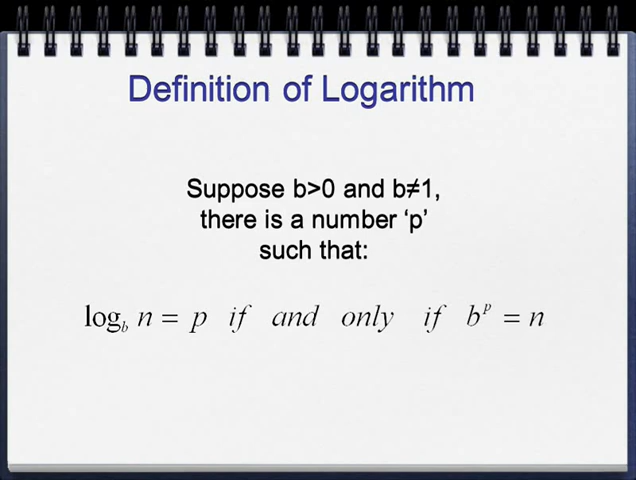 Definition of Logarithm
Suppose b>0 and b≠1,
there is a number ‘p’
such that:
log_b n = p if and only if b^p = n